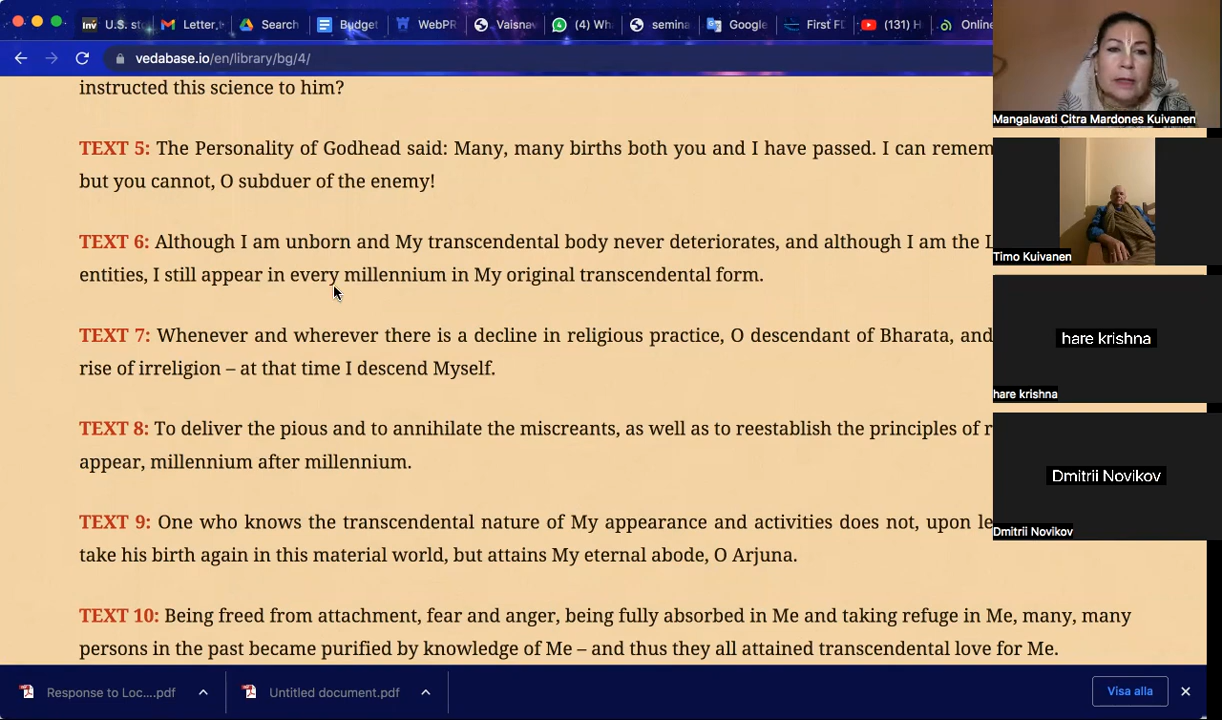 U.S. st
Letter,
Search
Budget
WebPR
Vaisna
(4) Wha
semina
Google
First F
(131) H
Online
vedabase.io/en/library/bg/4/
instructed this science to him?
TEXT 5: The Personality of Godhead said: Many, many births both you and I have passed. I can remem
but you cannot, O subduer of the enemy!
TEXT 6: Although I am unborn and My transcendental body never deteriorates, and although I am the L
entities, I still appear in every millennium in My original transcendental form.
TEXT 7: Whenever and wherever there is a decline in religious practice, O descendant of Bharata, and
rise of irreligion – at that time I descend Myself.
TEXT 8: To deliver the pious and to annihilate the miscreants, as well as to reestablish the principles of r
appear, millennium after millennium.
TEXT 9: One who knows the transcendental nature of My appearance and activities does not, upon le
take his birth again in this material world, but attains My eternal abode, O Arjuna.
TEXT 10: Being freed from attachment, fear and anger, being fully absorbed in Me and taking refuge in Me, many, many
persons in the past became purified by knowledge of Me – and thus they all attained transcendental love for Me.
Mangalavati Citra Mardones Kuivanen
Timo Kuivanen
hare krishna
hare krishna
Dmitrii Novikov
Dmitrii Novikov
Response to Loc....pdf
Untitled document.pdf
Visa alla